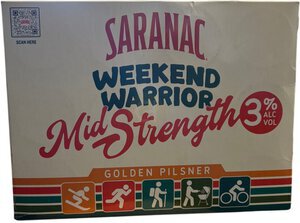 SCAN HERE
SARANAC
WEEKEND
WARRIOR
Mid Strength
3%
ALC
VOL
GOLDEN PILSNER